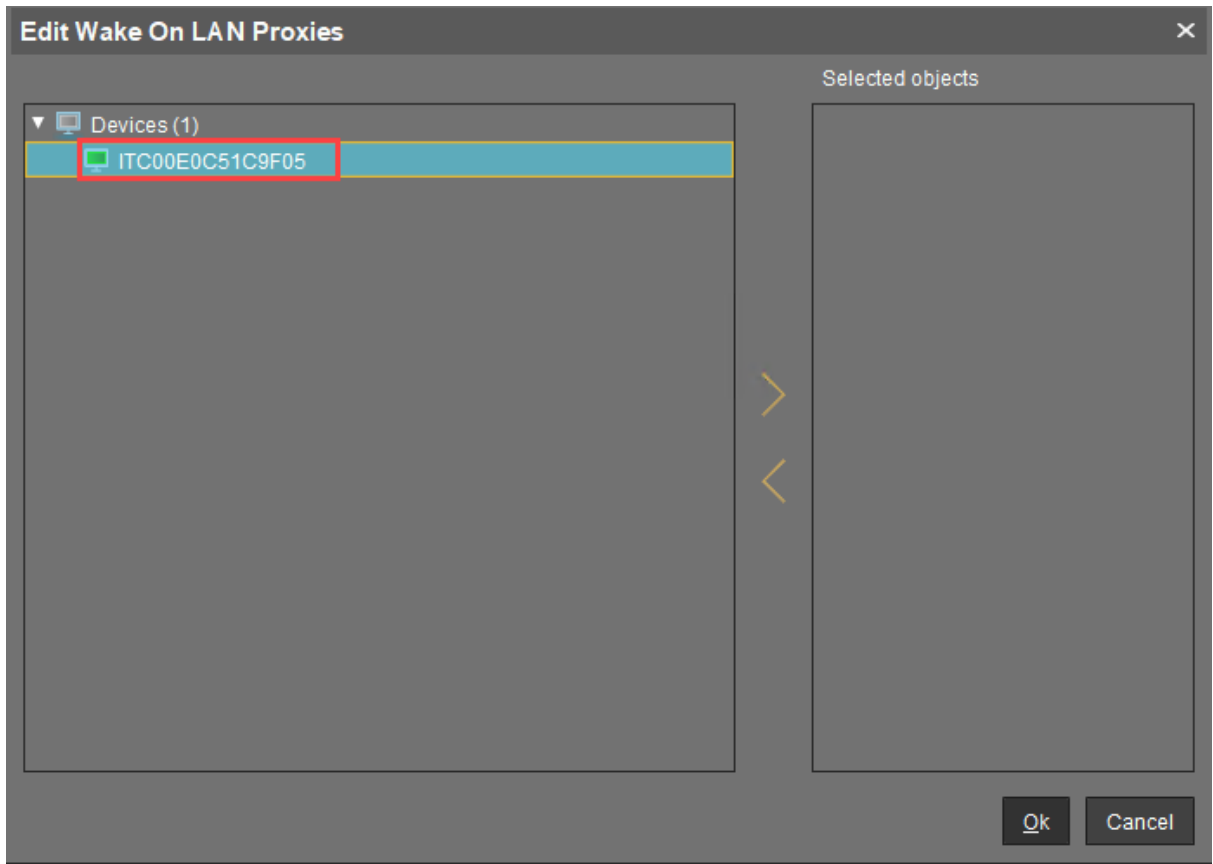 Edit Wake On LAN Proxies
Selected objects
Devices (1)
ITC00E0C51C9F05
Ok
Cancel